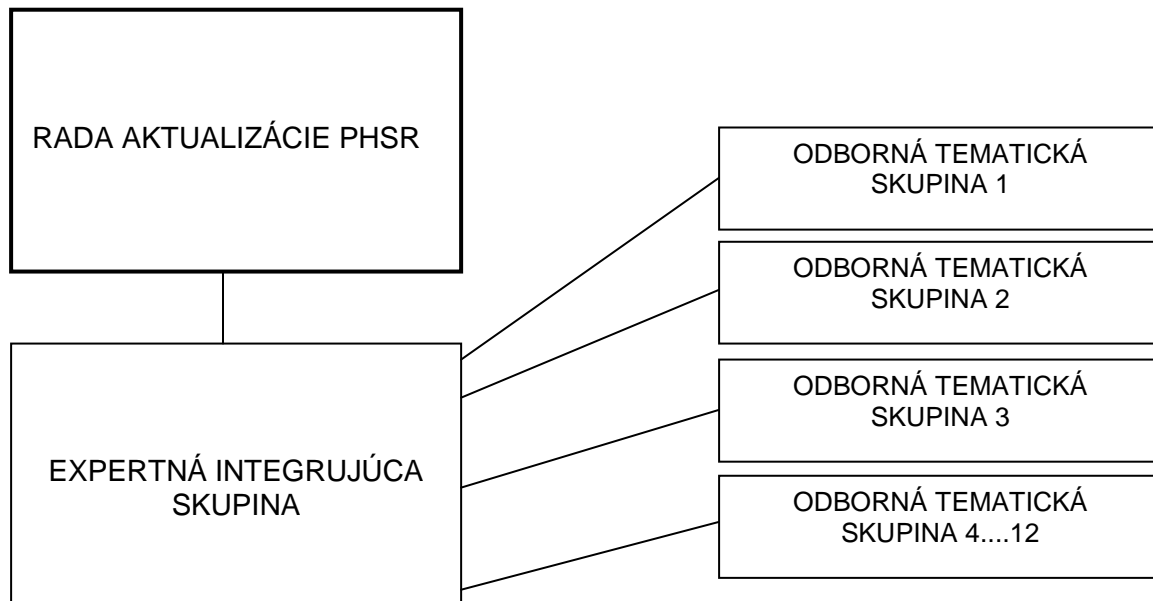 RADA AKTUALIZÁCIE PHSR
EXPERTNÁ INTEGRUJÚCA
SKUPINA
ODBORNÁ TEMATICKÁ
SKUPINA 1
ODBORNÁ TEMATICKÁ
SKUPINA 2
ODBORNÁ TEMATICKÁ
SKUPINA 3
ODBORNÁ TEMATICKÁ
SKUPINA 4....12